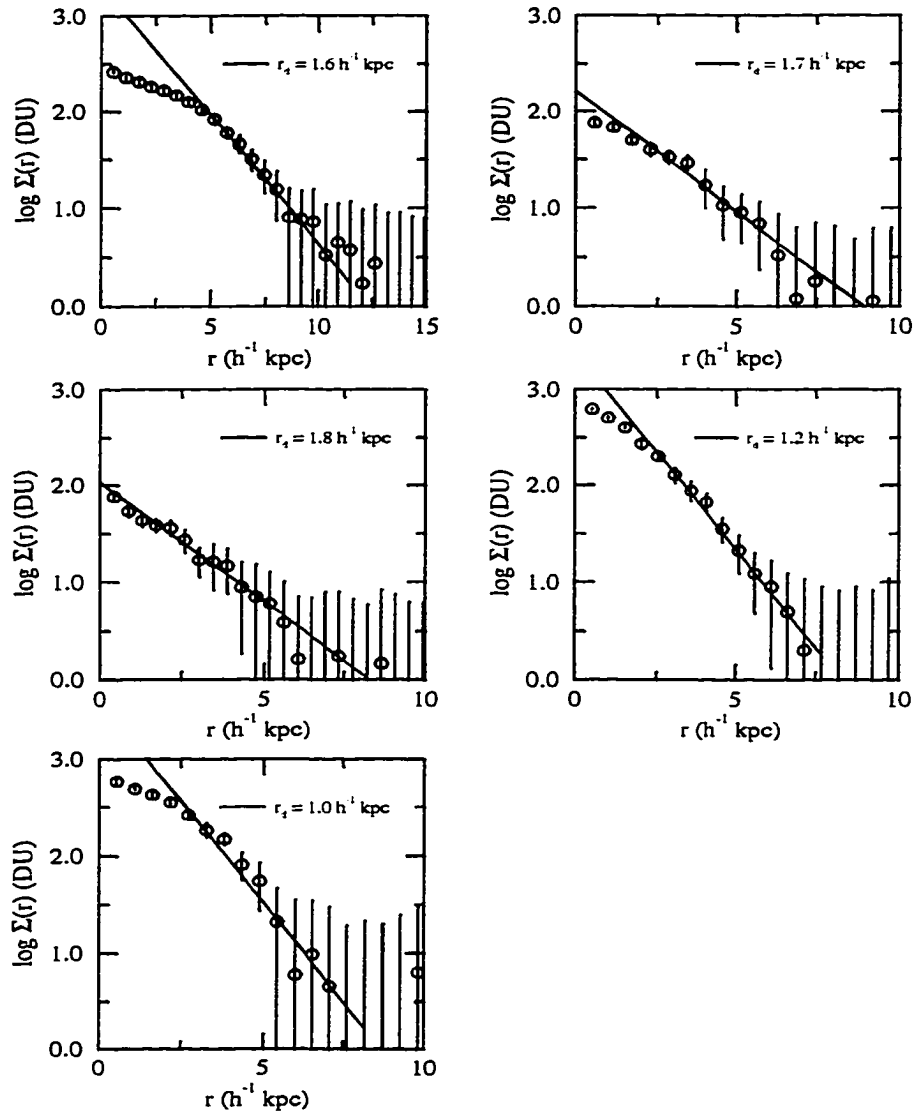 3.0 3.0
r_d = 1.6 h⁻¹ kpc r_d = 1.7 h⁻¹ kpc
2.0 2.0
log Σ(r) (DU) log Σ(r) (DU)
1.0 1.0
0.0 0.0
0 5 10 15 0 5 10
r (h⁻¹ kpc) r (h⁻¹ kpc)
3.0 3.0
r_d = 1.8 h⁻¹ kpc r_d = 1.2 h⁻¹ kpc
2.0 2.0
log Σ(r) (DU) log Σ(r) (DU)
1.0 1.0
0.0 0.0
0 5 10 0 5 10
r (h⁻¹ kpc) r (h⁻¹ kpc)
3.0
r_d = 1.0 h⁻¹ kpc
2.0
log Σ(r) (DU)
1.0
0.0
0 5 10
r (h⁻¹ kpc)